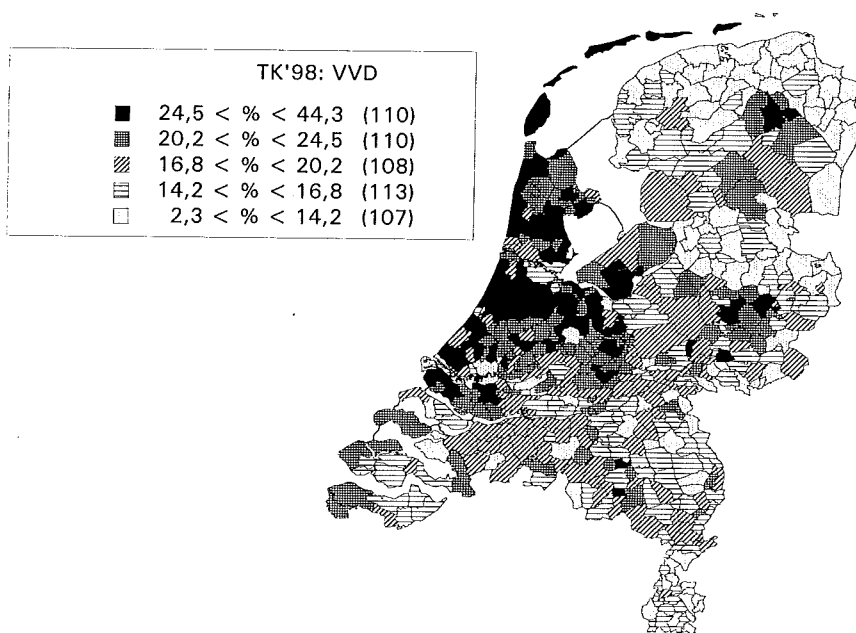 TK'98: VVD
24,5 < % < 44,3 (110)
20,2 < % < 24,5 (110)
16,8 < % < 20,2 (108)
14,2 < % < 16,8 (113)
2,3 < % < 14,2 (107)